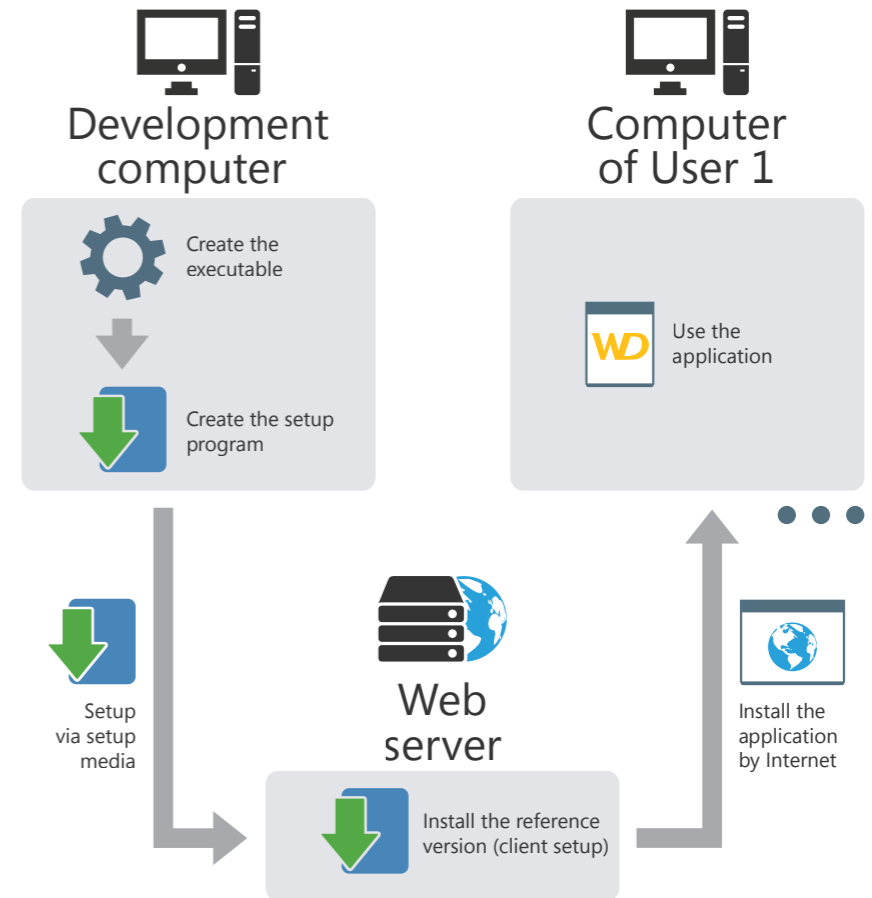 Development
computer
Create the
executable
Create the setup
program
Computer
of User 1
WD
Use the
application
Setup
via setup
media
Web
server
Install the reference
version (client setup)
Install the
application
by Internet